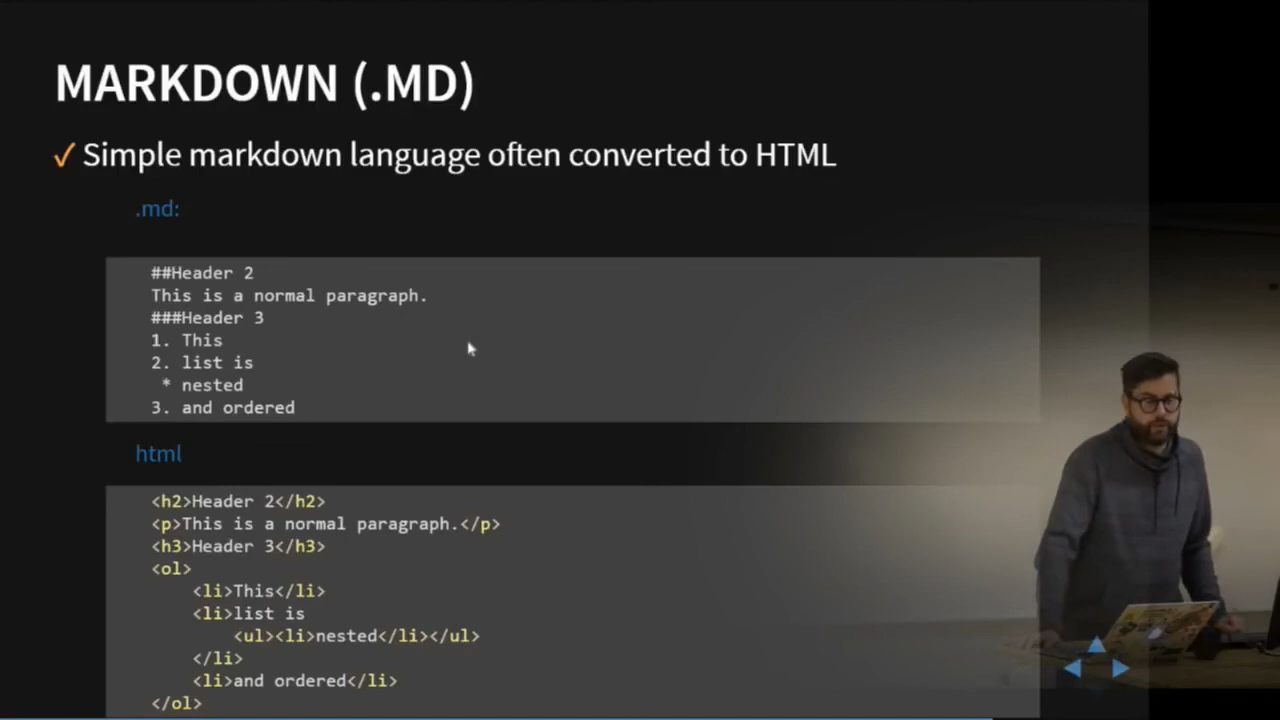 MARKDOWN (.MD)
✓ Simple markdown language often converted to HTML
.md:
##Header 2
This is a normal paragraph.
###Header 3
1. This
2. list is
 * nested
3. and ordered
html
<h2>Header 2</h2>
<p>This is a normal paragraph.</p>
<h3>Header 3</h3>
<ol>
    <li>This</li>
    <li>list is
        <ul><li>nested</li></ul>
    </li>
    <li>and ordered</li>
</ol>